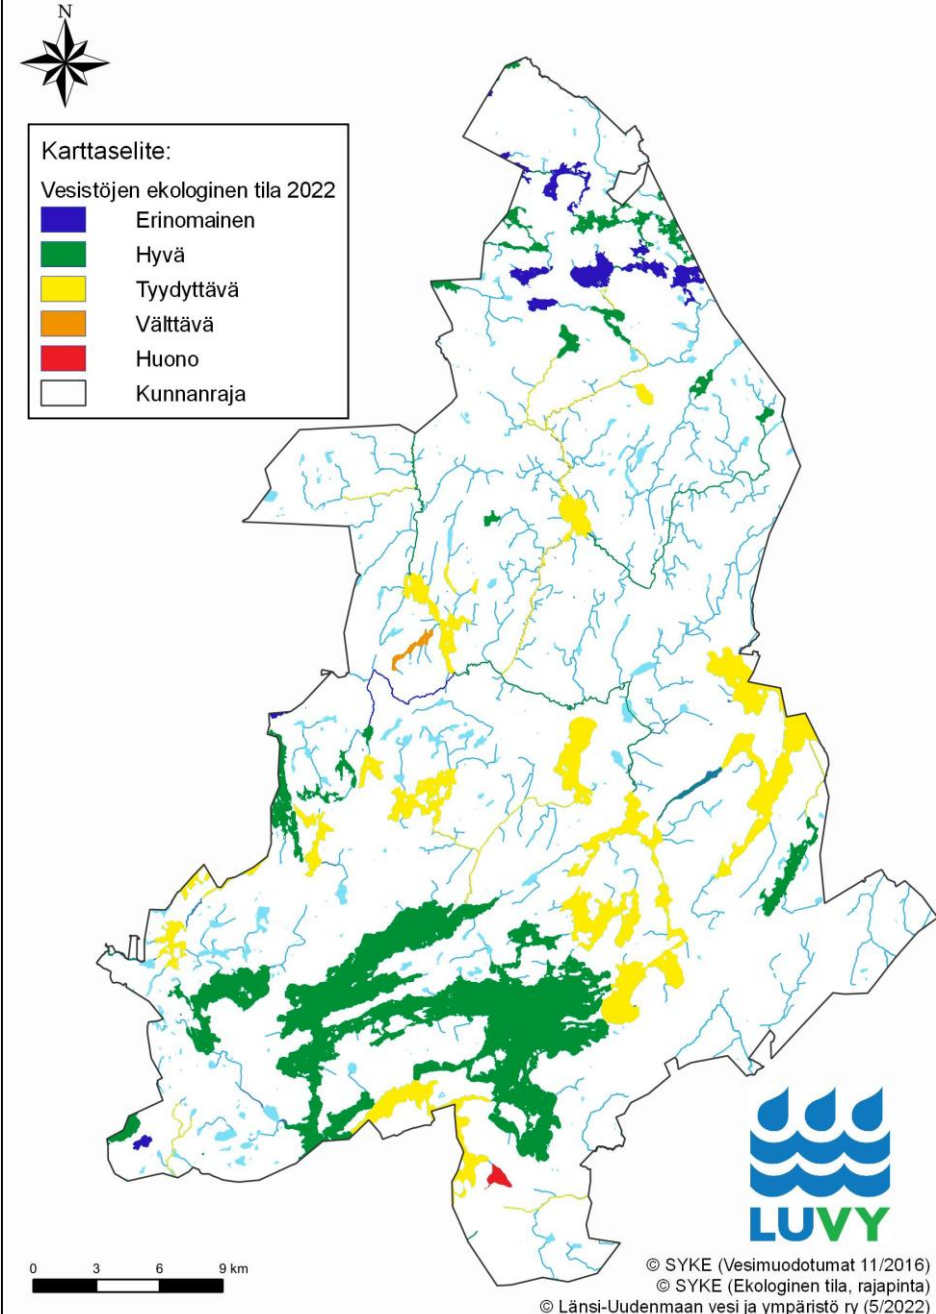 N
Karttaselite:
Vesistöjen ekologinen tila 2022
Erinomainen
Hyvä
Tyydyttävä
Välttävä
Huono
Kunnanraja
0 3 6 9 km
LUVY
© SYKE (Vesimuodotumat 11/2016)
© SYKE (Ekologinen tila, rajapinta)
© Länsi-Uudenmaan vesi ja ympäristö ry (5/2022)